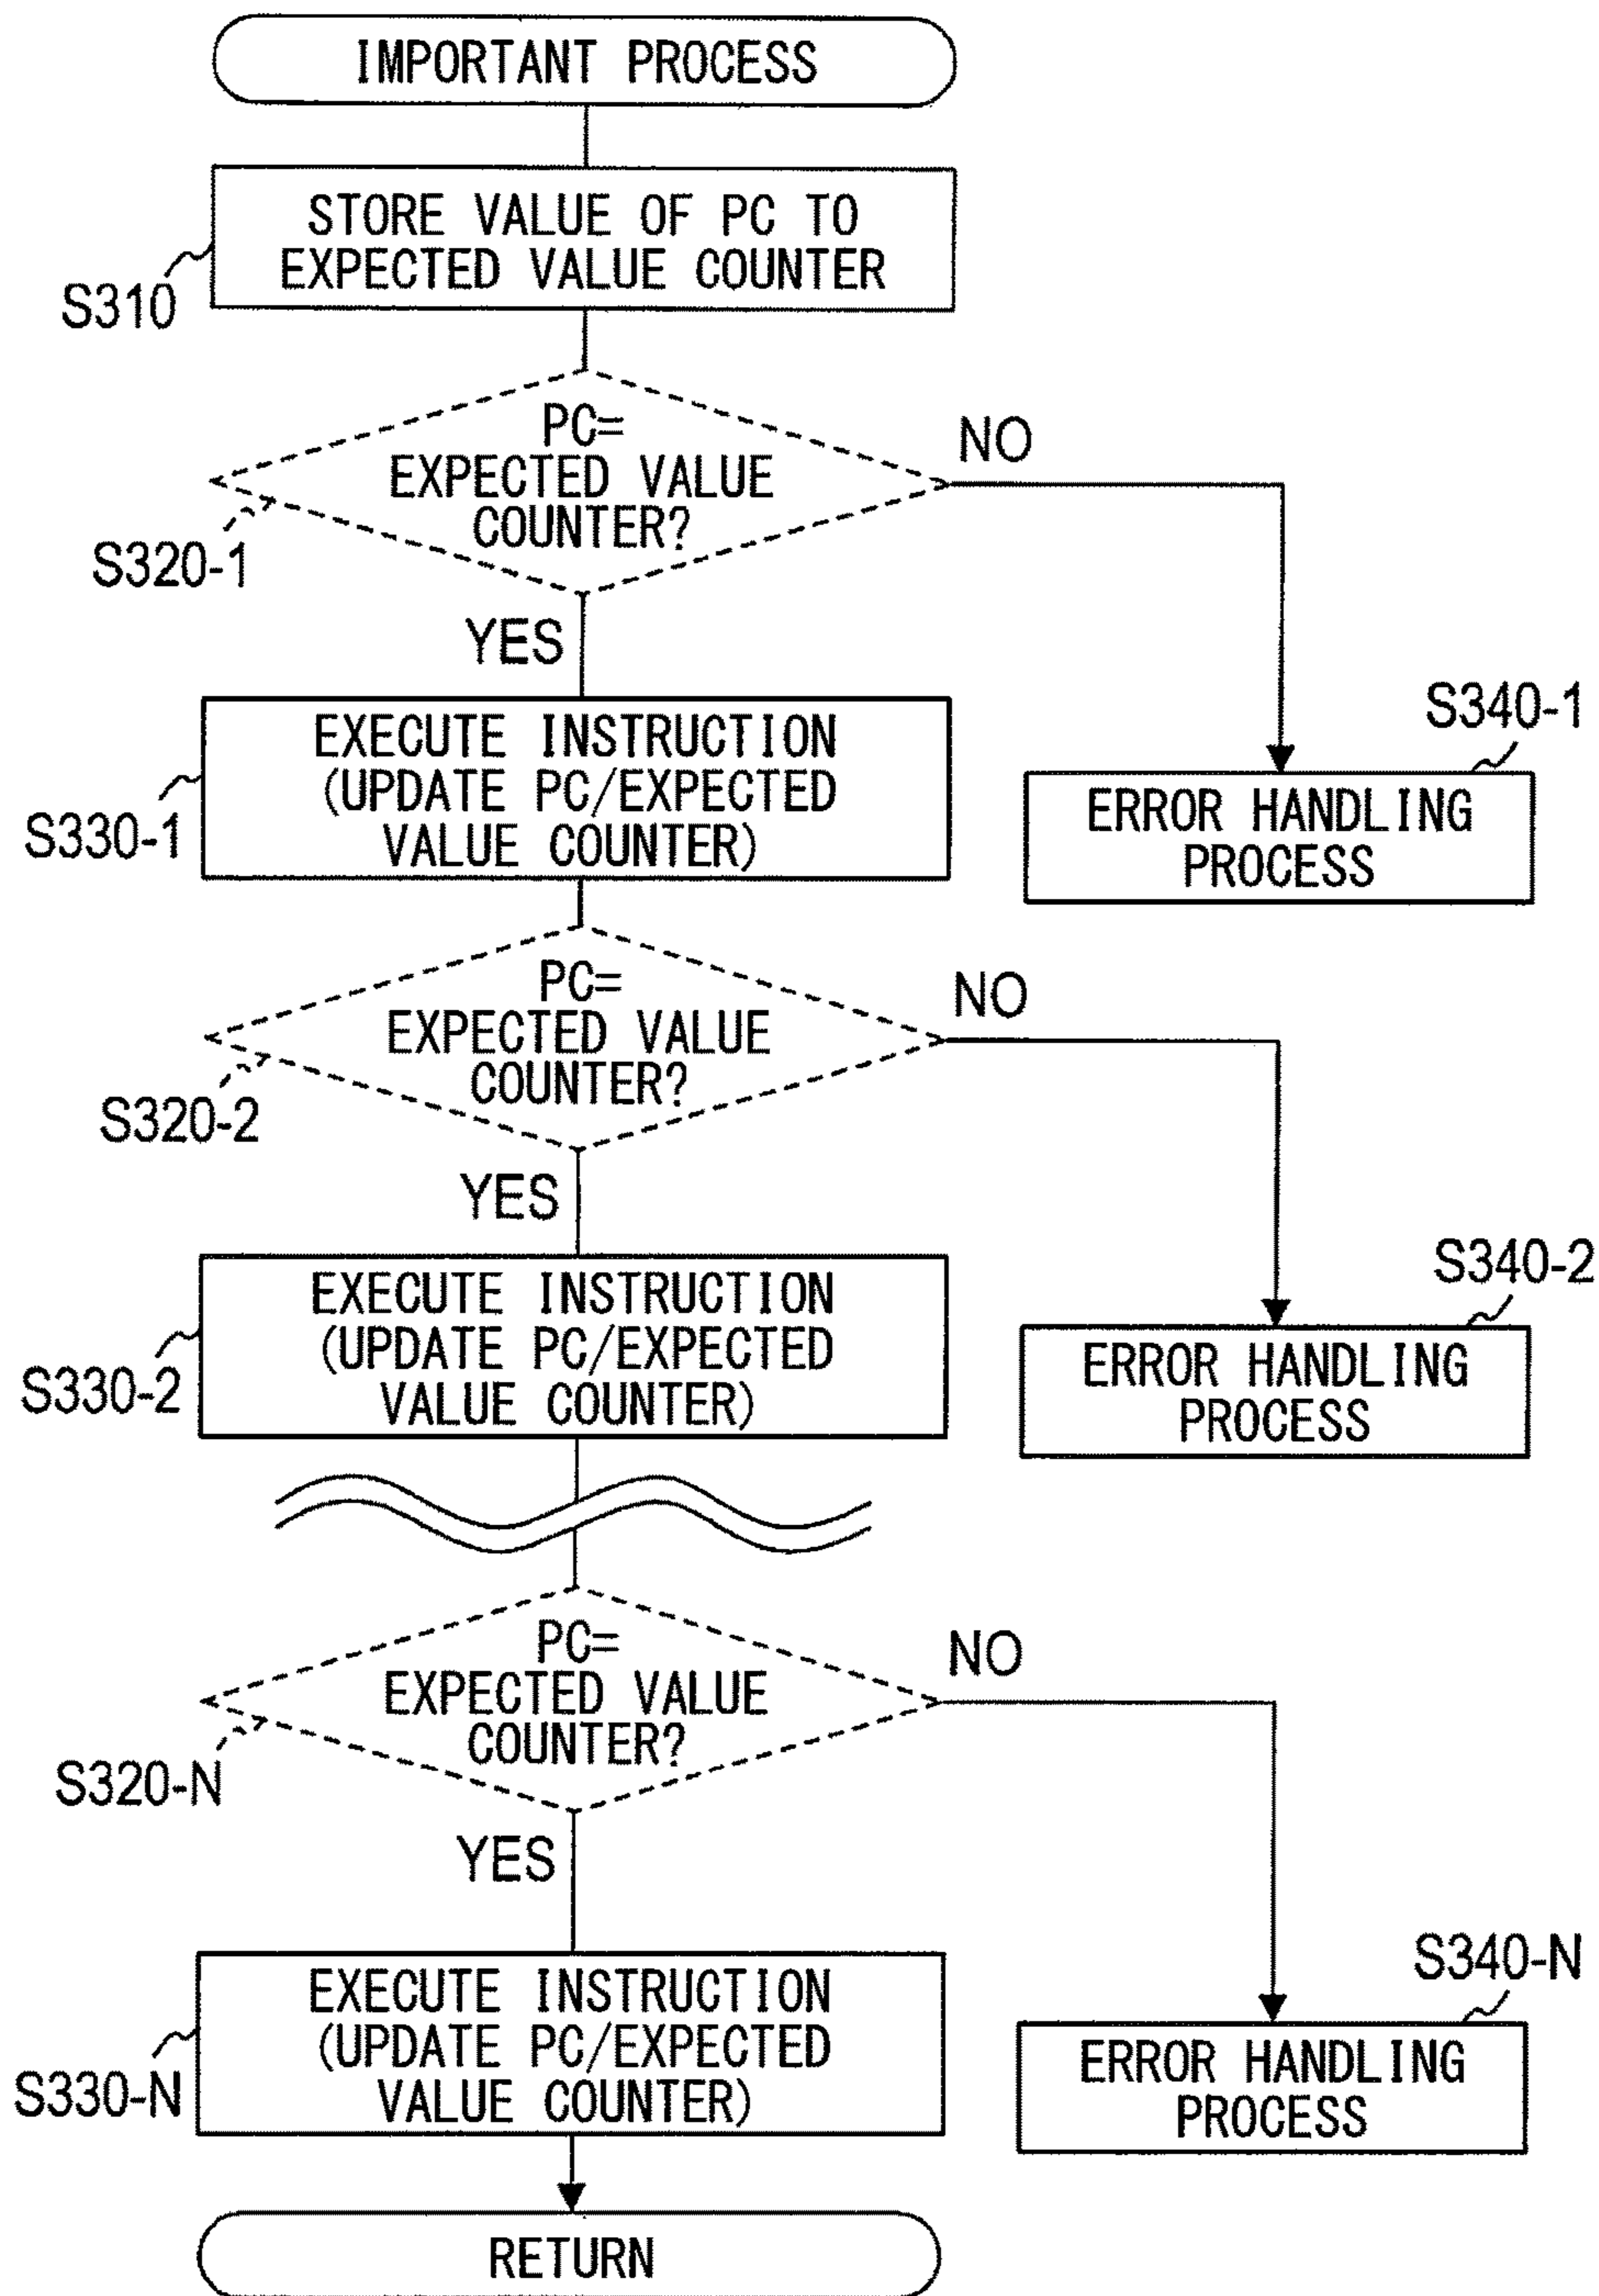 IMPORTANT PROCESS
STORE VALUE OF PC TO
EXPECTED VALUE COUNTER
S310
PC=
EXPECTED VALUE
COUNTER?
NO
S320-1
YES
EXECUTE INSTRUCTION
(UPDATE PC/EXPECTED
VALUE COUNTER)
S330-1
S340-1
ERROR HANDLING
PROCESS
PC=
EXPECTED VALUE
COUNTER?
NO
S320-2
YES
EXECUTE INSTRUCTION
(UPDATE PC/EXPECTED
VALUE COUNTER)
S330-2
S340-2
ERROR HANDLING
PROCESS
PC=
EXPECTED VALUE
COUNTER?
NO
S320-N
YES
EXECUTE INSTRUCTION
(UPDATE PC/EXPECTED
VALUE COUNTER)
S330-N
S340-N
ERROR HANDLING
PROCESS
RETURN